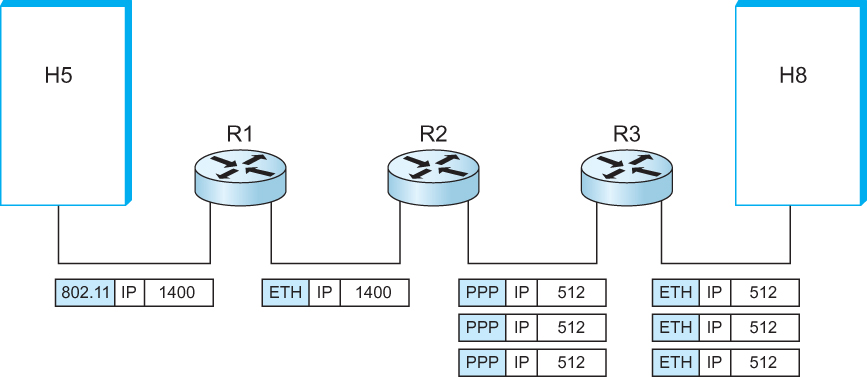 H5 H8
R1 R2 R3
802.11 IP 1400 ETH IP 1400 PPP IP 512 ETH IP 512
PPP IP 512 ETH IP 512
PPP IP 512 ETH IP 512